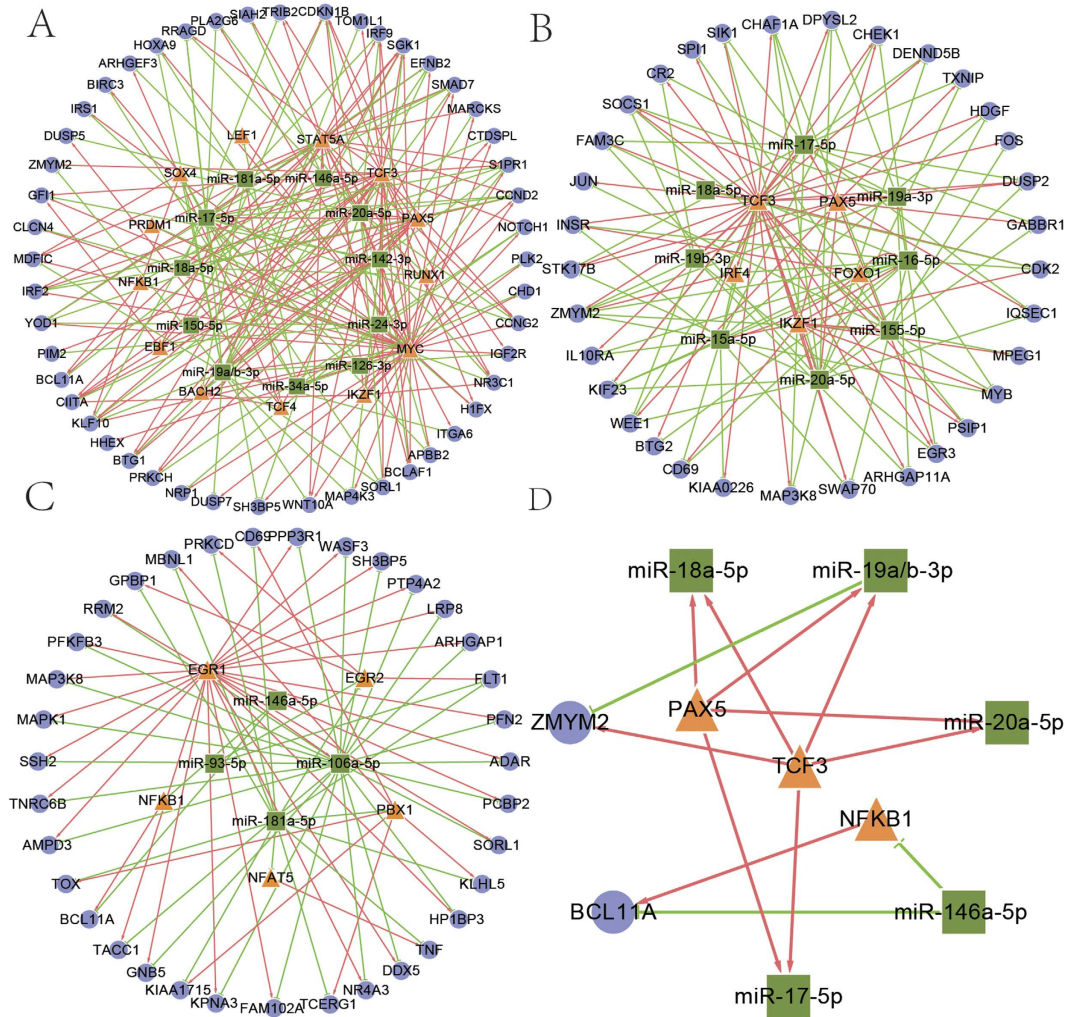 A
SIAH2
TRIB2
CDKN1B
PLA2G6
TOM1L1
RRAGD
IRF9
HOXA9
SGK1
ARHGEF3
EFNB2
BIRC3
SMAD7
IRS1
MARCKS
DUSP5
CTDSPL
ZMYM2
S1PR1
GFI1
CCND2
CLCN4
NOTCH1
MDFIC
PLK2
IRF2
CHD1
YOD1
CCNG2
PIM2
IGF2R
BCL11A
NR3C1
CIITA
H1FX
KLF10
ITGA6
HHEX
APBB2
BTG1
BCLAF1
PRKCH
SORL1
NRP1
MAP4K3
DUSP7
WNT10A
SH3BP5
LEF1
STAT5A
SOX4
miR-181a-5p
miR-146a-5p
TCF3
miR-17-5p
miR-20a-5p
PRDM1
PAX5
miR-18a-5p
miR-142-3p
NFKB1
RUNX1
miR-150-5p
miR-24-3p
EBF1
MYC
miR-19a/b-3p
miR-126-3p
BACH2
miR-34a-5p
IKZF1
TCF4
B
CHAF1A
DPYSL2
SIK1
CHEK1
SPI1
DENND5B
CR2
TXNIP
SOCS1
HDGF
FAM3C
FOS
JUN
DUSP2
INSR
GABBR1
STK17B
CDK2
ZMYM2
IQSEC1
IL10RA
MPEG1
KIF23
MYB
WEE1
PSIP1
BTG2
EGR3
CD69
ARHGAP11A
KIAA0226
SWAP70
MAP3K8
miR-17-5p
miR-18a-5p
TCF3
PAX5
miR-19a-3p
miR-19b-3p
IRF4
FOXO1
miR-16-5p
IKZF1
miR-15a-5p
miR-155-5p
miR-20a-5p
C
CD69
PPP3R1
PRKCD
WASF3
MBNL1
SH3BP5
GPBP1
PTP4A2
RRM2
LRP8
PFKFB3
ARHGAP1
MAP3K8
FLT1
MAPK1
PFN2
SSH2
ADAR
TNRC6B
PCBP2
AMPD3
SORL1
TOX
KLHL5
BCL11A
HP1BP3
TACC1
TNF
GNB5
DDX5
KIAA1715
NR4A3
KPNA3
TCERG1
FAM102A
EGR1
EGR2
miR-146a-5p
miR-93-5p
miR-106a-5p
NFKB1
PBX1
miR-181a-5p
NFAT5
D
miR-18a-5p
miR-19a/b-3p
ZMYM2
PAX5
miR-20a-5p
TCF3
NFKB1
BCL11A
miR-146a-5p
miR-17-5p